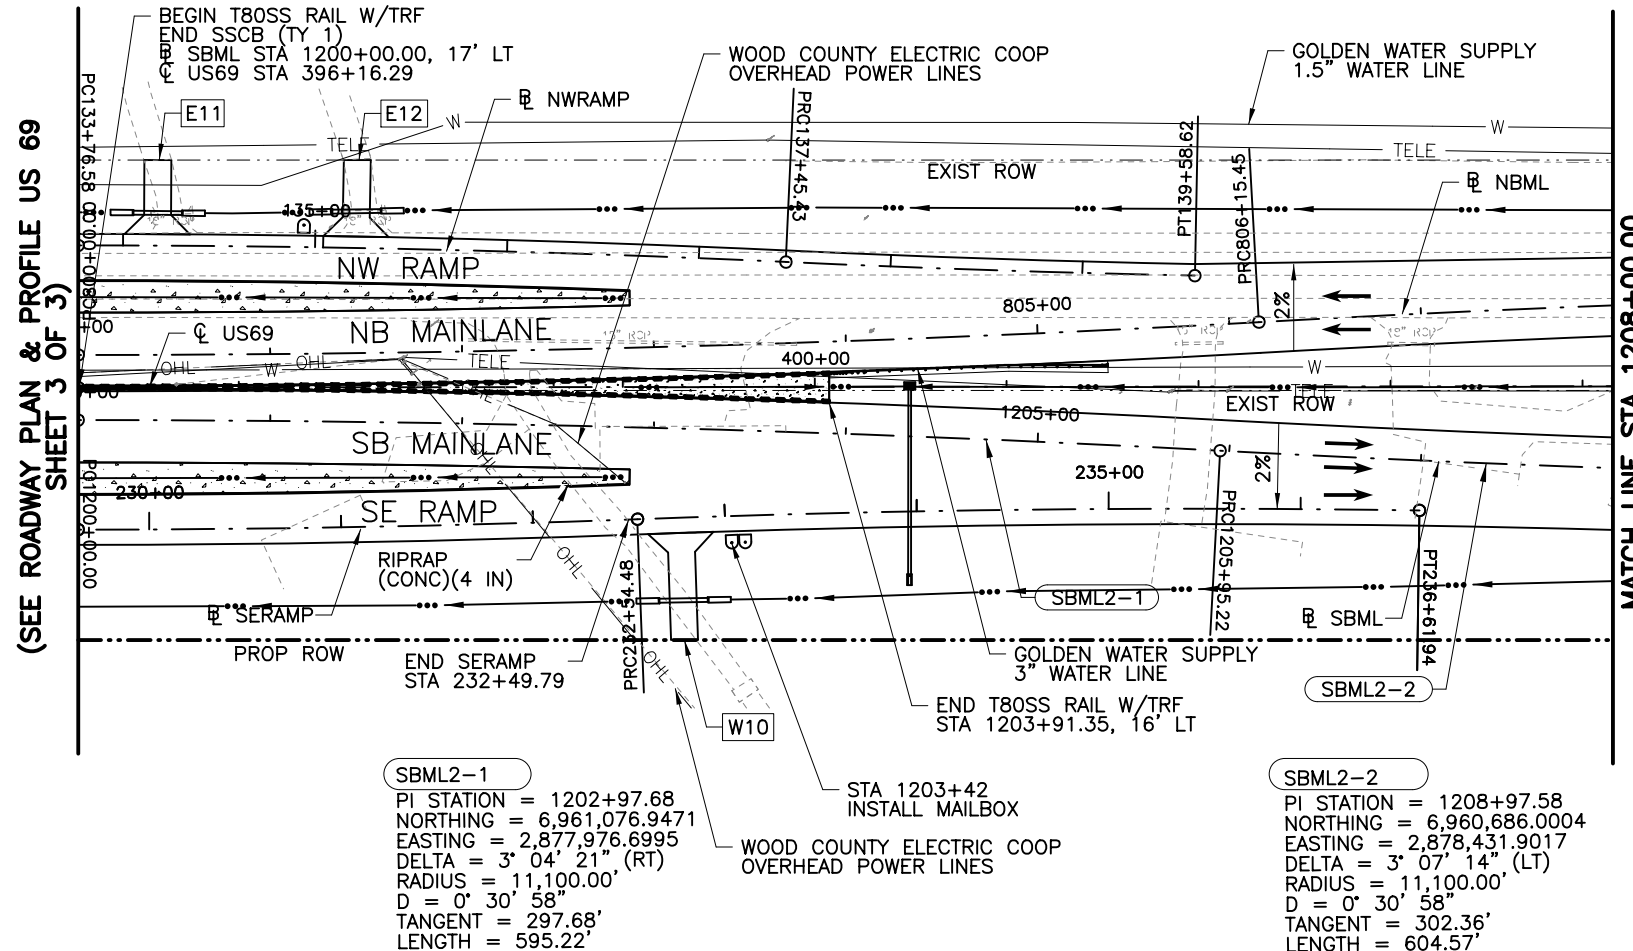 (SEE ROADWAY PLAN & PROFILE US 69
SHEET 3 OF 3)
BEGIN T80SS RAIL W/TRF
END SSCB (TY 1)
℄ SBML STA 1200+00.00, 17' LT
℄ US69 STA 396+16.29
WOOD COUNTY ELECTRIC COOP
OVERHEAD POWER LINES
GOLDEN WATER SUPPLY
1.5" WATER LINE
E11
E12
NWRAMP
W
W
TELE
TELE
EXIST ROW
NBML
PC133+76.58
PRC137+45.43
PT139+58.62
PRC806+15.45
135+00
NW RAMP
805+00
2%
NB MAINLANE
+00
US69
OHL
W
OHL
TELE
400+00
W
TELE
+00
EXIST ROW
1205+00
SB MAINLANE
OHL
235+00
2%
230+00
SE RAMP
PC1200+00.00
RIPRAP
(CONC)(4 IN)
OHL
PRC232+54.48
PRC1205+95.22
PT236+61.94
SERAMP
SBML2-1
SBML
PROP ROW
END SERAMP
STA 232+49.79
OHL
GOLDEN WATER SUPPLY
3" WATER LINE
SBML2-2
END T80SS RAIL W/TRF
STA 1203+91.35, 16' LT
W10
STA 1203+42
INSTALL MAILBOX
WOOD COUNTY ELECTRIC COOP
OVERHEAD POWER LINES
MATCH LINE STA 1208+00.00
SBML2-1
PI STATION = 1202+97.68
NORTHING = 6,961,076.9471
EASTING = 2,877,976.6995
DELTA = 3° 04' 21" (RT)
RADIUS = 11,100.00'
D = 0° 30' 58"
TANGENT = 297.68'
LENGTH = 595.22'
SBML2-2
PI STATION = 1208+97.58
NORTHING = 6,960,686.0004
EASTING = 2,878,431.9017
DELTA = 3° 07' 14" (LT)
RADIUS = 11,100.00'
D = 0° 30' 58"
TANGENT = 302.36'
LENGTH = 604.57'